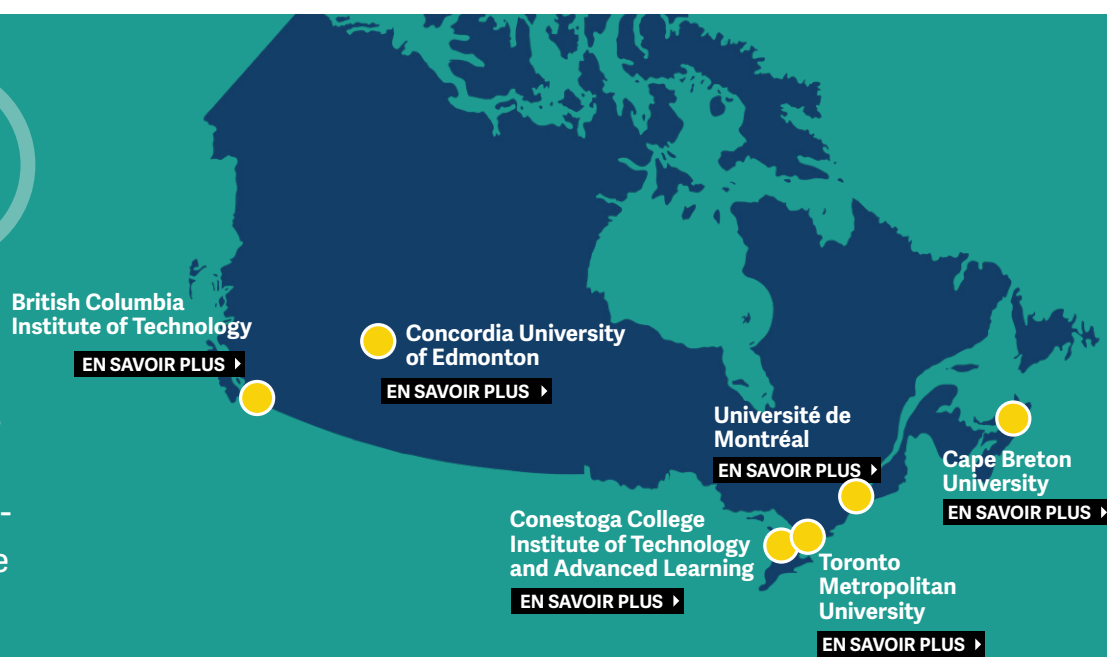 British Columbia
Institute of Technology
EN SAVOIR PLUS
Concordia University
of Edmonton
EN SAVOIR PLUS
Université de
Montréal
EN SAVOIR PLUS
Cape Breton
University
EN SAVOIR PLUS
Conestoga College
Institute of Technology
and Advanced Learning
EN SAVOIR PLUS
Toronto
Metropolitan
University
EN SAVOIR PLUS